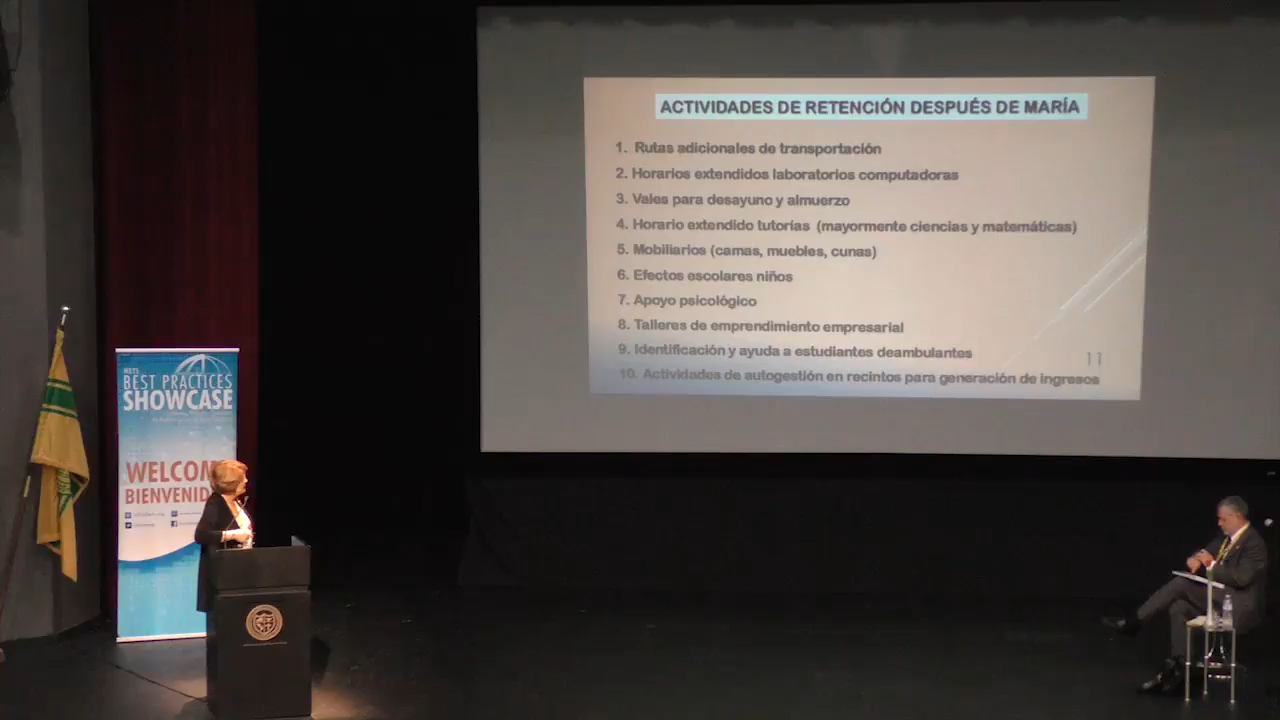 ACTIVIDADES DE RETENCIÓN DESPUÉS DE MARÍA
1. Rutas adicionales de transportación
2. Horarios extendidos laboratorios computadoras
3. Vales para desayuno y almuerzo
4. Horario extendido tutorías (mayormente ciencias y matemáticas)
5. Mobiliarios (camas, muebles, cunas)
6. Efectos escolares niños
7. Apoyo psicológico
8. Talleres de emprendimiento empresarial
9. Identificación y ayuda a estudiantes deambulantes
11
10. Actividades de autogestión en recintos para generación de ingresos
HETS
BEST PRACTICES
SHOWCASE
WELCOM
BIENVENID